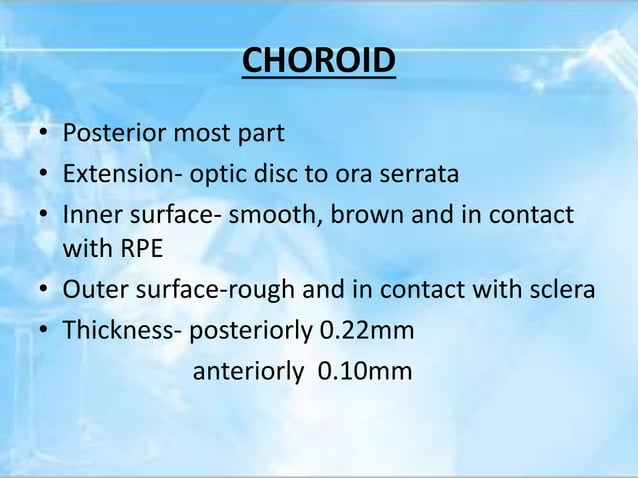 CHOROID
• Posterior most part
• Extension- optic disc to ora serrata
• Inner surface- smooth, brown and in contact
with RPE
• Outer surface-rough and in contact with sclera
• Thickness- posteriorly 0.22mm
anteriorly 0.10mm